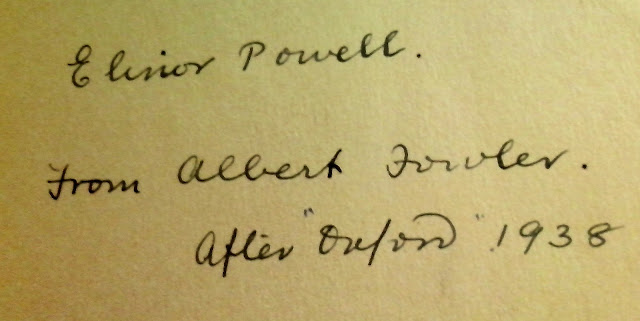 Elinor Powell.
From Albert Fowler.
After "Oxford" 1938